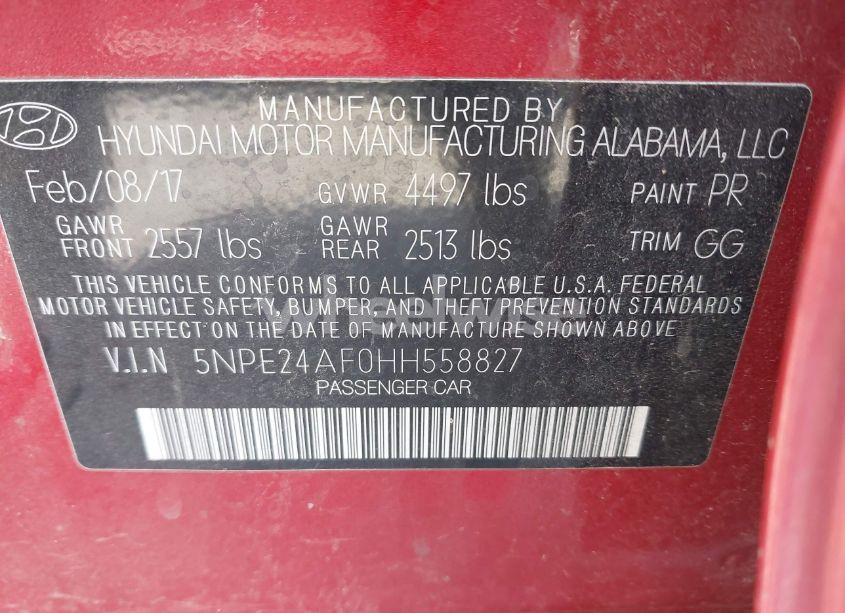 MANUFACTURED BY
HYUNDAI MOTOR MANUFACTURING ALABAMA, LLC
Feb/08/17 GVWR 4497 lbs PAINT PR
GAWR FRONT 2557 lbs GAWR REAR 2513 lbs TRIM GG
THIS VEHICLE CONFORMS TO ALL APPLICABLE U.S.A. FEDERAL
MOTOR VEHICLE SAFETY, BUMPER, AND THEFT PREVENTION STANDARDS
IN EFFECT ON THE DATE OF MANUFACTURE SHOWN ABOVE
V.I.N 5NPE24AF0HH558827
PASSENGER CAR